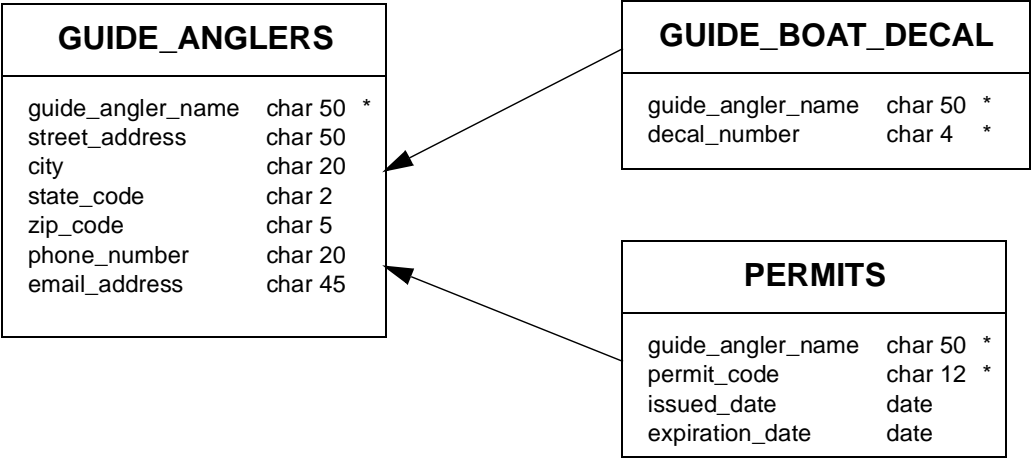 GUIDE_ANGLERS
guide_angler_name char 50 *
street_address char 50
city char 20
state_code char 2
zip_code char 5
phone_number char 20
email_address char 45
GUIDE_BOAT_DECAL
guide_angler_name char 50 *
decal_number char 4 *
PERMITS
guide_angler_name char 50 *
permit_code char 12 *
issued_date date
expiration_date date